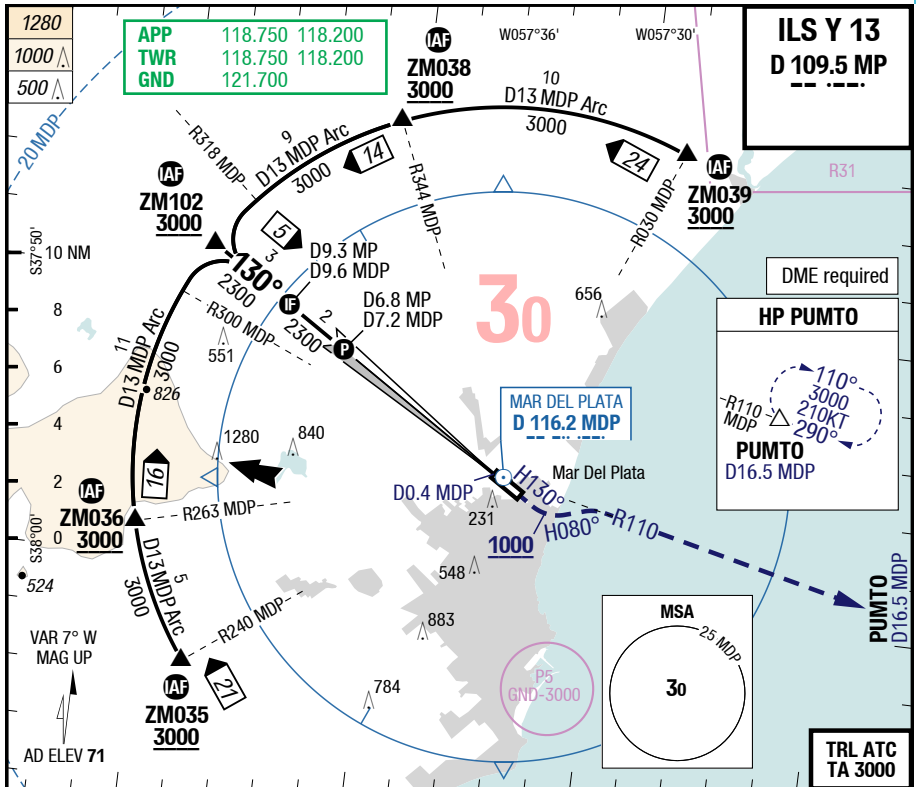 1280
1000
500
APP 118.750 118.200
TWR 118.750 118.200
GND 121.700
IAF
ZM038
3000
W057°36'
W057°30'
ILS Y 13
D 109.5 MP
20 MDP
R318 MDP
9
D13 MDP Arc
3000
14
10
D13 MDP Arc
3000
24
R344 MDP
R030 MDP
IAF
ZM039
3000
R31
IAF
ZM102
3000
S37°50'
10 NM
8
6
4
2
0
S38°00'
5
3
130°
2300
D9.3 MP
D9.6 MDP
IF
2
2300
D6.8 MP
D7.2 MDP
P
R300 MDP
30
656
551
DME required
HP PUMTO
110°
3000
210KT
290°
R110
MDP
PUMTO
D16.5 MDP
11
D13 MDP Arc
3000
826
16
1280
840
MAR DEL PLATA
D 116.2 MDP
Mar Del Plata
D0.4 MDP
H130°
231
1000
H080°
R110
PUMTO
D16.5 MDP
IAF
ZM036
3000
R263 MDP
524
5
D13 MDP Arc
3000
R240 MDP
548
883
784
21
IAF
ZM035
3000
VAR 7° W
MAG UP
AD ELEV 71
P5
GND-3000
MSA
25 MDP
30
TRL ATC
TA 3000